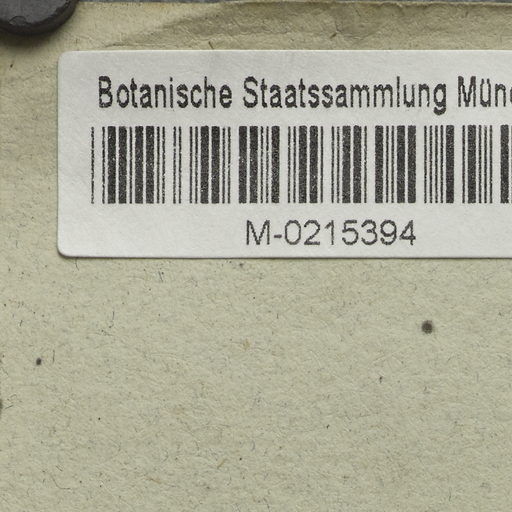 Botanische Staatssammlung Mün
M-0215394